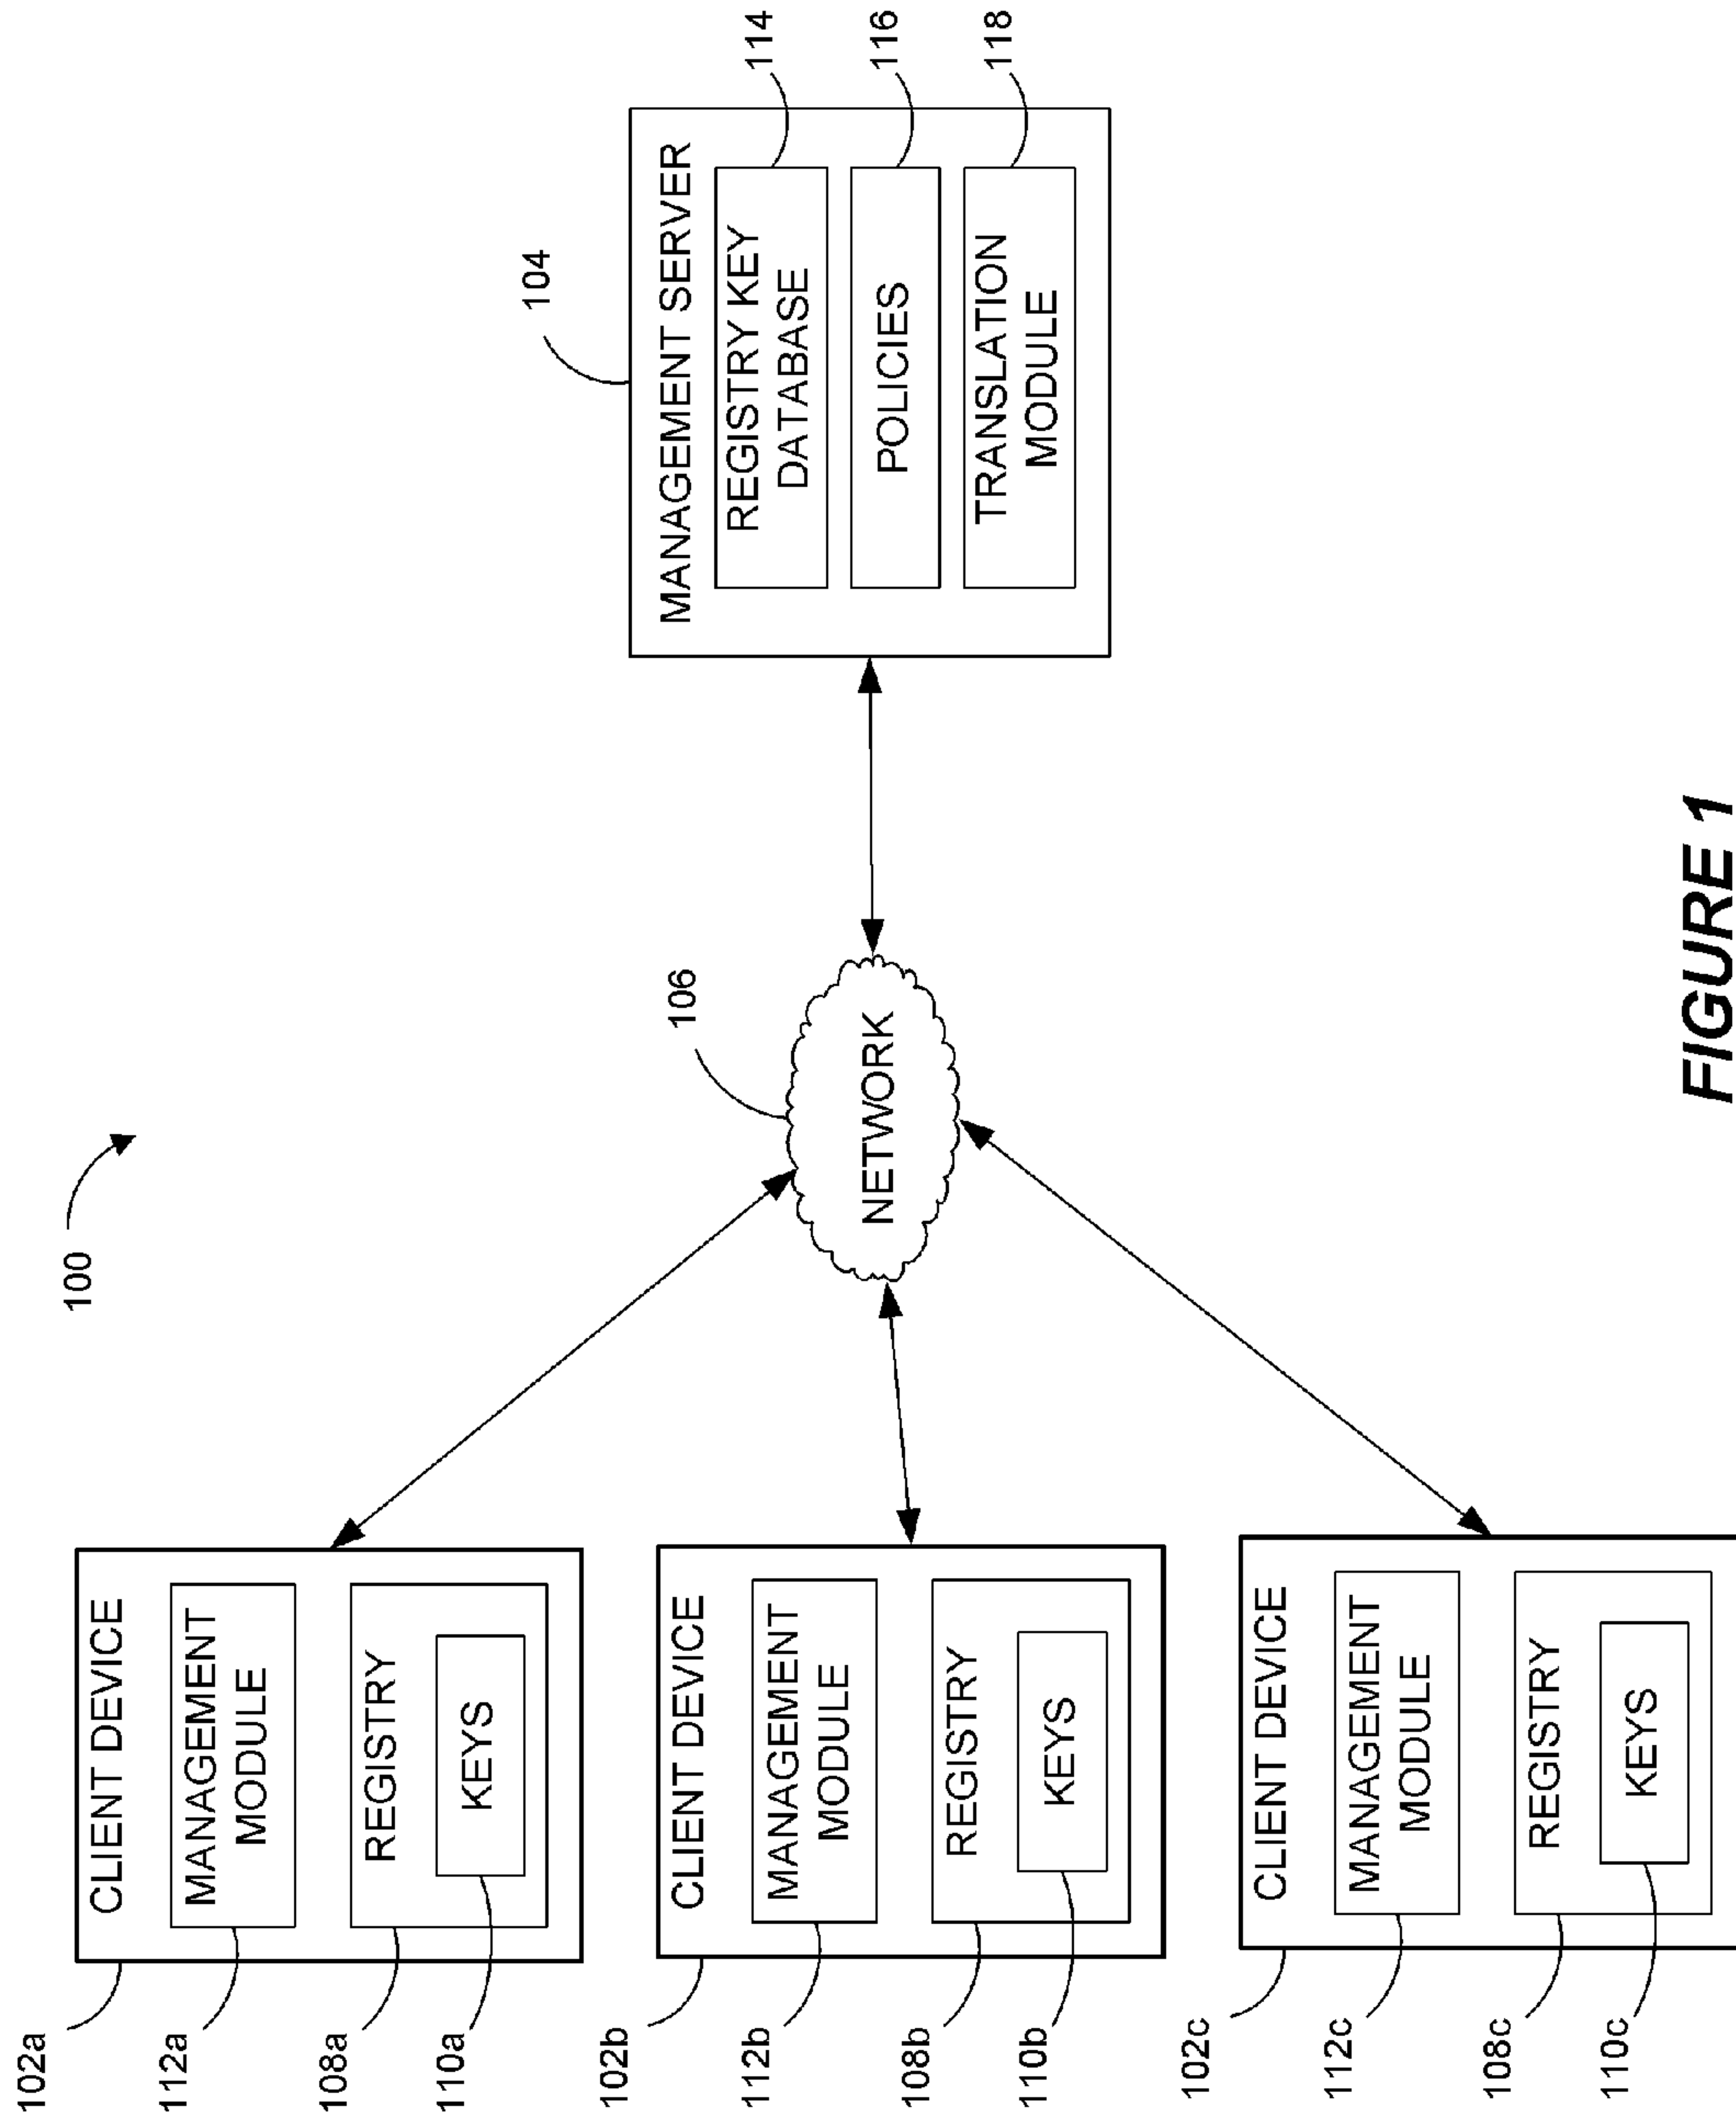 100
102a
CLIENT DEVICE
112a
MANAGEMENT
MODULE
108a
REGISTRY
110a
KEYS
102b
CLIENT DEVICE
112b
MANAGEMENT
MODULE
108b
REGISTRY
110b
KEYS
102c
CLIENT DEVICE
112c
MANAGEMENT
MODULE
108c
REGISTRY
110c
KEYS
106
NETWORK
104
MANAGEMENT SERVER
REGISTRY KEY
DATABASE
114
POLICIES
116
TRANSLATION
MODULE
118
FIGURE 1